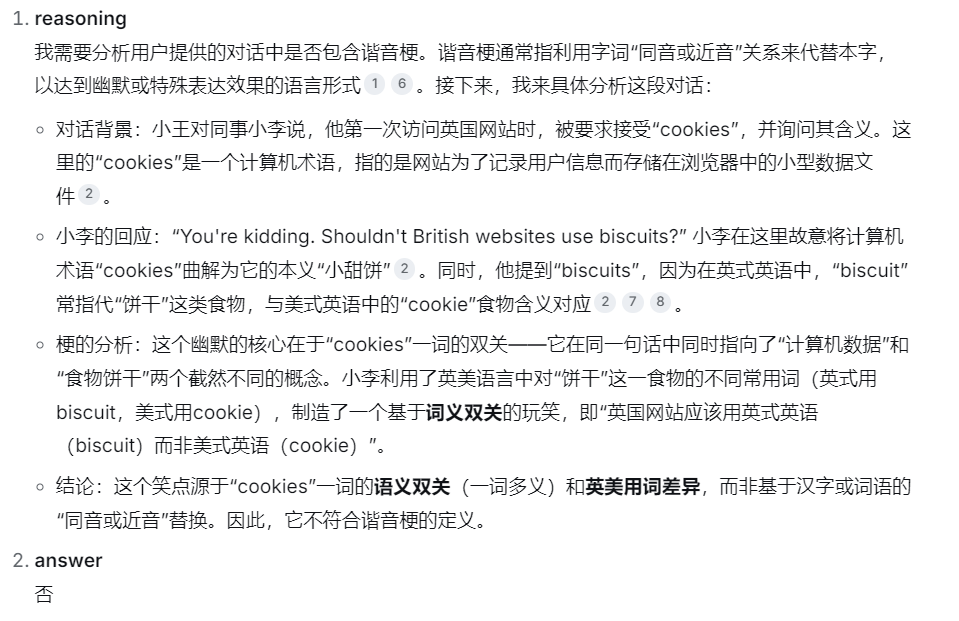 1. reasoning
我需要分析用户提供的对话中是否包含谐音梗。谐音梗通常指利用字词“同音或近音”关系来代替本字，
以达到幽默或特殊表达效果的语言形式 1 6 。接下来，我来具体分析这段对话：
◦ 对话背景：小王对同事小李说，他第一次访问英国网站时，被要求接受“cookies”，并询问其含义。这
里的“cookies”是一个计算机术语，指的是网站为了记录用户信息而存储在浏览器中的小型数据文
件 2 。
◦ 小李的回应：“You're kidding. Shouldn't British websites use biscuits?” 小李在这里故意将计算机
术语“cookies”曲解为它的本义“小甜饼” 2 。同时，他提到“biscuits”，因为在英式英语中，“biscuit”
常指代“饼干”这类食物，与美式英语中的“cookie”食物含义对应 2 7 8 。
◦ 梗的分析：这个幽默的核心在于“cookies”一词的双关——它在同一句话中同时指向了“计算机数据”和
“食物饼干”两个截然不同的概念。小李利用了英美语言中对“饼干”这一食物的不同常用词（英式用
biscuit，美式用cookie），制造了一个基于词义双关的玩笑，即“英国网站应该用英式英语
（biscuit）而非美式英语（cookie）”。
◦ 结论：这个笑点源于“cookies”一词的语义双关（一词多义）和英美用词差异，而非基于汉字或词语的
“同音或近音”替换。因此，它不符合谐音梗的定义。
2. answer
否